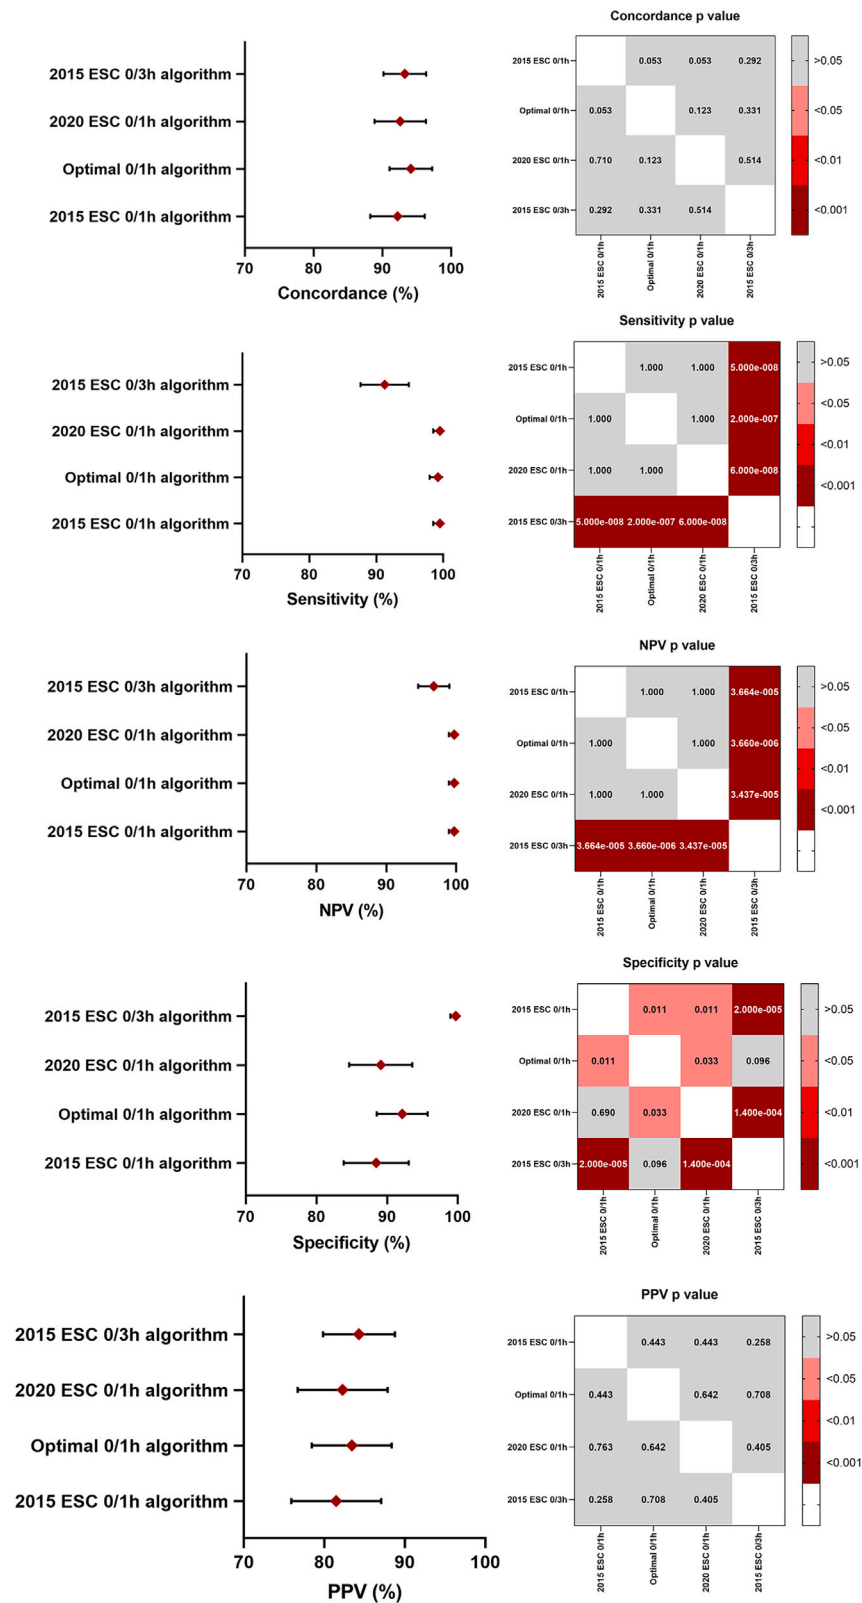 Concordance p value
2015 ESC 0/3h algorithm
2020 ESC 0/1h algorithm
Optimal 0/1h algorithm
2015 ESC 0/1h algorithm
70 80 90 100
Concordance (%)
2015 ESC 0/1h 0.053 0.053 0.292
Optimal 0/1h 0.053 0.123 0.331
2020 ESC 0/1h 0.710 0.123 0.514
2015 ESC 0/3h 0.292 0.331 0.514
2015 ESC 0/1h
Optimal 0/1h
2020 ESC 0/1h
2015 ESC 0/3h
>0.05
<0.05
<0.01
<0.001
Sensitivity p value
2015 ESC 0/3h algorithm
2020 ESC 0/1h algorithm
Optimal 0/1h algorithm
2015 ESC 0/1h algorithm
70 80 90 100
Sensitivity (%)
2015 ESC 0/1h 1.000 1.000 5.000e-008
Optimal 0/1h 1.000 1.000 2.000e-007
2020 ESC 0/1h 1.000 1.000 6.000e-008
2015 ESC 0/3h 5.000e-008 2.000e-007 6.000e-008
2015 ESC 0/1h
Optimal 0/1h
2020 ESC 0/1h
2015 ESC 0/3h
>0.05
<0.05
<0.01
<0.001
NPV p value
2015 ESC 0/3h algorithm
2020 ESC 0/1h algorithm
Optimal 0/1h algorithm
2015 ESC 0/1h algorithm
70 80 90 100
NPV (%)
2015 ESC 0/1h 1.000 1.000 3.664e-005
Optimal 0/1h 1.000 1.000 3.660e-006
2020 ESC 0/1h 1.000 1.000 3.437e-005
2015 ESC 0/3h 3.664e-005 3.660e-006 3.437e-005
2015 ESC 0/1h
Optimal 0/1h
2020 ESC 0/1h
2015 ESC 0/3h
>0.05
<0.05
<0.01
<0.001
Specificity p value
2015 ESC 0/3h algorithm
2020 ESC 0/1h algorithm
Optimal 0/1h algorithm
2015 ESC 0/1h algorithm
70 80 90 100
Specificity (%)
2015 ESC 0/1h 0.011 0.011 2.000e-005
Optimal 0/1h 0.011 0.033 0.096
2020 ESC 0/1h 0.690 0.033 1.400e-004
2015 ESC 0/3h 2.000e-005 0.096 1.400e-004
2015 ESC 0/1h
Optimal 0/1h
2020 ESC 0/1h
2015 ESC 0/3h
>0.05
<0.05
<0.01
<0.001
PPV p value
2015 ESC 0/3h algorithm
2020 ESC 0/1h algorithm
Optimal 0/1h algorithm
2015 ESC 0/1h algorithm
70 80 90 100
PPV (%)
2015 ESC 0/1h 0.443 0.443 0.258
Optimal 0/1h 0.443 0.642 0.708
2020 ESC 0/1h 0.763 0.642 0.405
2015 ESC 0/3h 0.258 0.708 0.405
2015 ESC 0/1h
Optimal 0/1h
2020 ESC 0/1h
2015 ESC 0/3h
>0.05
<0.05
<0.01
<0.001